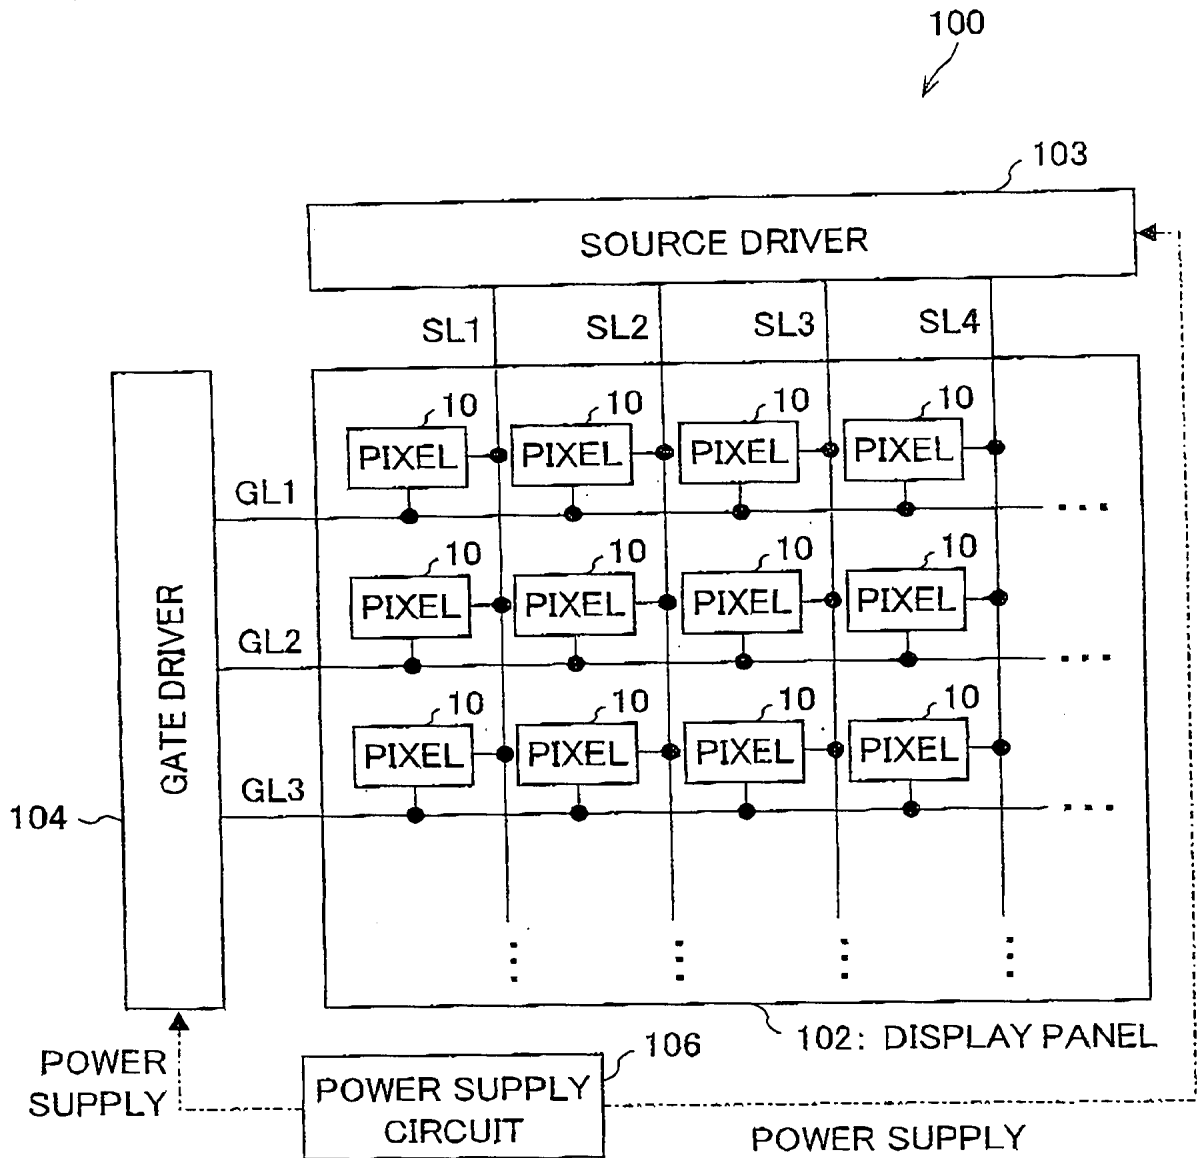 100
103
SOURCE DRIVER
SL1 SL2 SL3 SL4
10 10 10 10
PIXEL PIXEL PIXEL PIXEL
GL1
10 10 10 10
PIXEL PIXEL PIXEL PIXEL
GL2
10 10 10 10
PIXEL PIXEL PIXEL PIXEL
GL3
GATE DRIVER
104
102: DISPLAY PANEL
106
POWER
SUPPLY
POWER SUPPLY
CIRCUIT
POWER SUPPLY